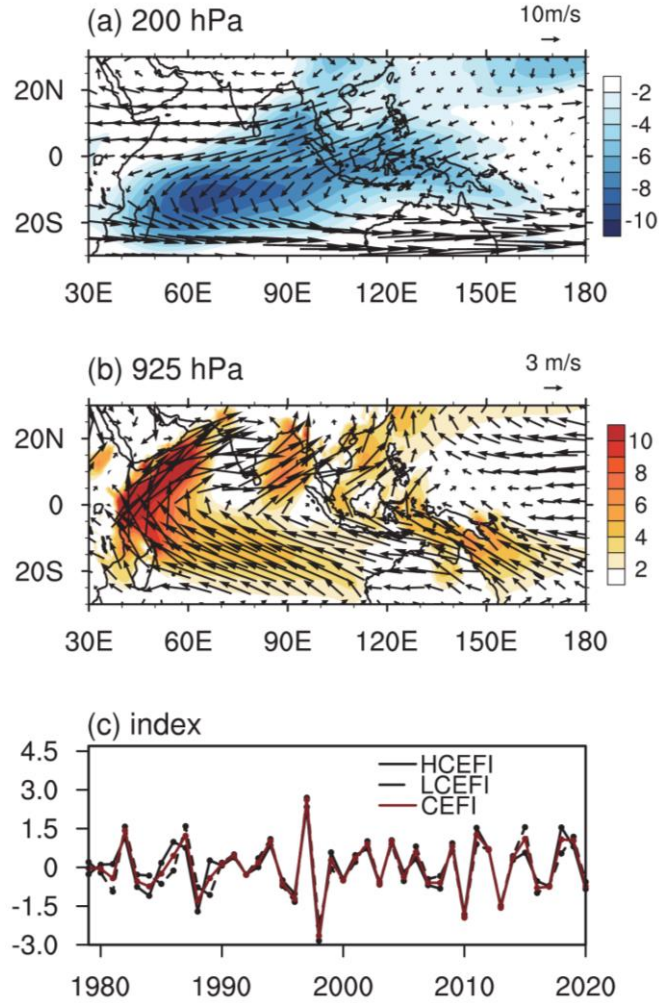 (a) 200 hPa
10m/s
20N
0
20S
-2
-4
-6
-8
-10
30E 60E 90E 120E 150E 180
(b) 925 hPa
3 m/s
20N
0
20S
10
8
6
4
2
30E 60E 90E 120E 150E 180
(c) index
4.5
3.0
1.5
0
-1.5
-3.0
HCEFI
LCEFI
CEFI
1980 1990 2000 2010 2020